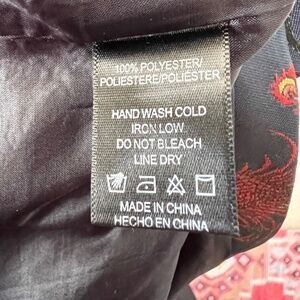 100% POLYESTER/
POLIESTERE/POLIÉSTER
HAND WASH COLD
IRON LOW
DO NOT BLEACH
LINE DRY
MADE IN CHINA
HECHO EN CHINA